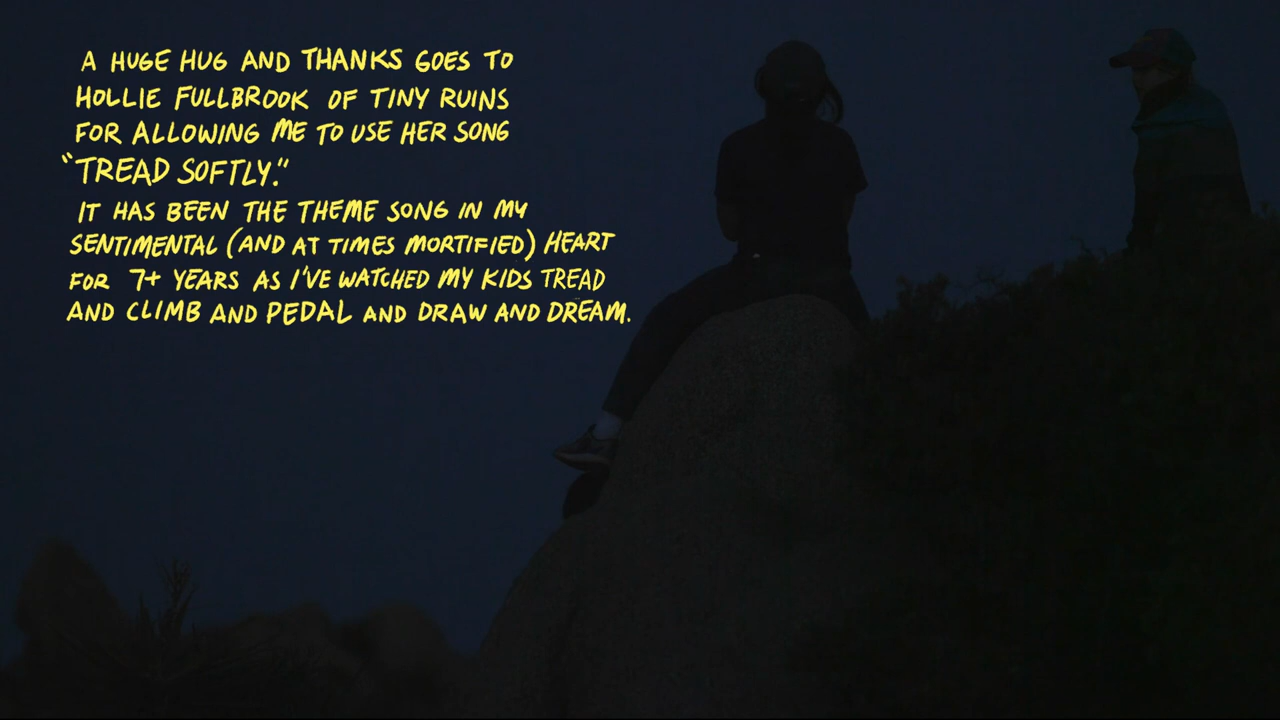 A HUGE HUG AND THANKS GOES TO
HOLLIE FULLBROOK OF TINY RUINS
FOR ALLOWING ME TO USE HER SONG
“TREAD SOFTLY.”
IT HAS BEEN THE THEME SONG IN MY
SENTIMENTAL (AND AT TIMES MORTIFIED) HEART
FOR 7+ YEARS AS I'VE WATCHED MY KIDS TREAD
AND CLIMB AND PEDAL AND DRAW AND DREAM.